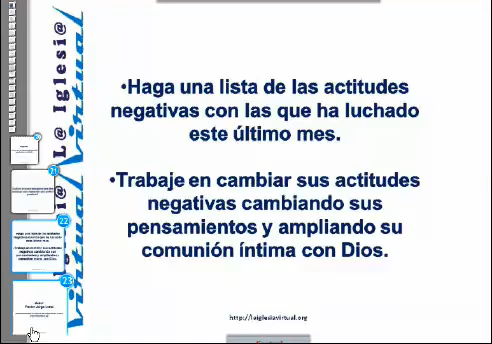 L@ Iglesi@
Virtual
•Haga una lista de las actitudes
negativas con las que ha luchado
este último mes.
•Trabaje en cambiar sus actitudes
negativas cambiando sus
pensamientos y ampliando su
comunión íntima con Dios.
http://laiglesiavirtual.org
21
22
23